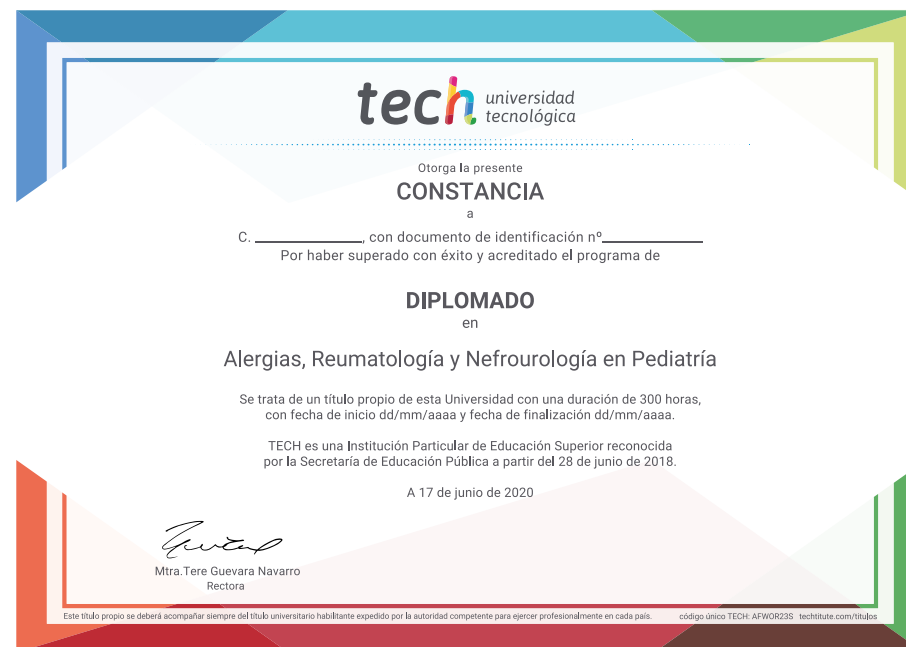 tech universidad
tecnológica
Otorga la presente
CONSTANCIA
a
C. ____________, con documento de identificación nº____________
Por haber superado con éxito y acreditado el programa de
DIPLOMADO
en
Alergias, Reumatología y Nefrourología en Pediatría
Se trata de un título propio de esta Universidad con una duración de 300 horas,
con fecha de inicio dd/mm/aaaa y fecha de finalización dd/mm/aaaa.
TECH es una Institución Particular de Educación Superior reconocida
por la Secretaría de Educación Pública a partir del 28 de junio de 2018.
A 17 de junio de 2020
Mtra.Tere Guevara Navarro
Rectora
Este título propio se deberá acompañar siempre del título universitario habilitante expedido por la autoridad competente para ejercer profesionalmente en cada país. código único TECH: AFWOR23S techtitute.com/títulos